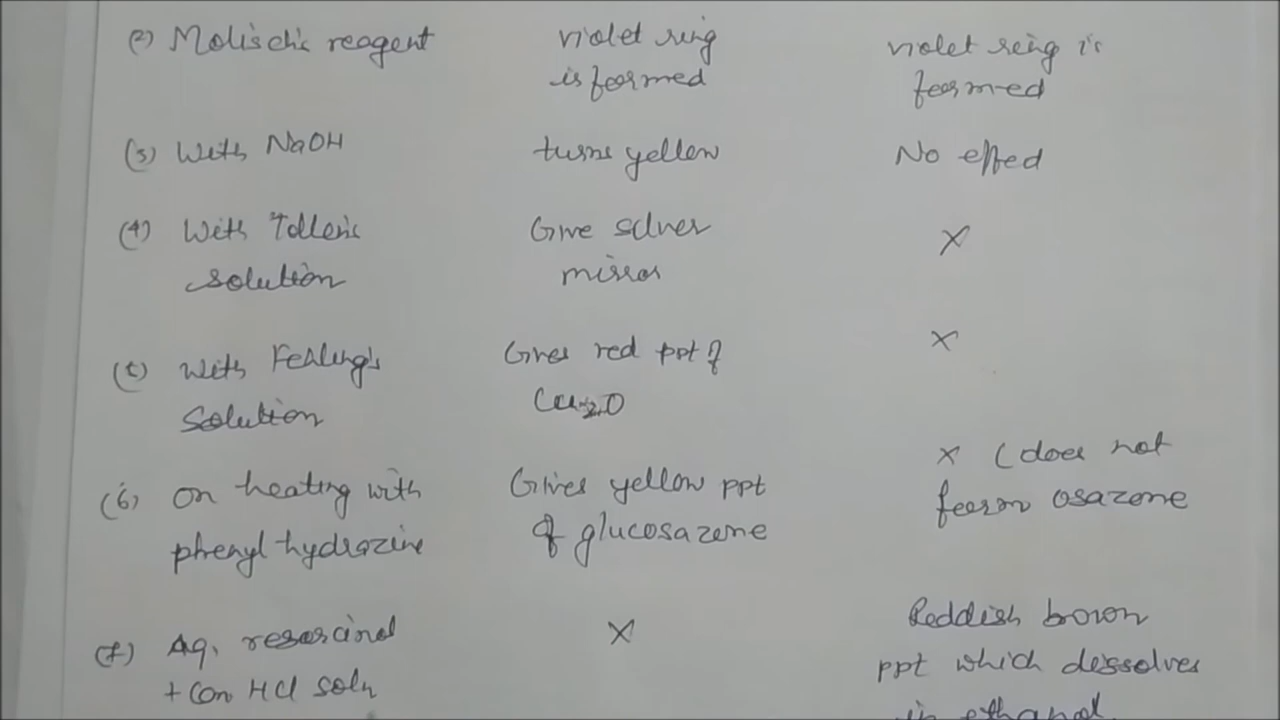 (2) Molisch's reagent violet ring violet ring is
is formed formed
(3) With NaOH turns yellow No effect
(4) With Tollen's Give silver ×
solution mirror
(5) With Fehling's Gives red ppt of ×
Solution Cu2O
(6) On heating with Gives yellow ppt × (does not
phenyl hydrazine of glucosazone form osazone
(7) Aq. resorcinol × Reddish brown
+ Con HCl soln ppt which dissolves
in ethanol